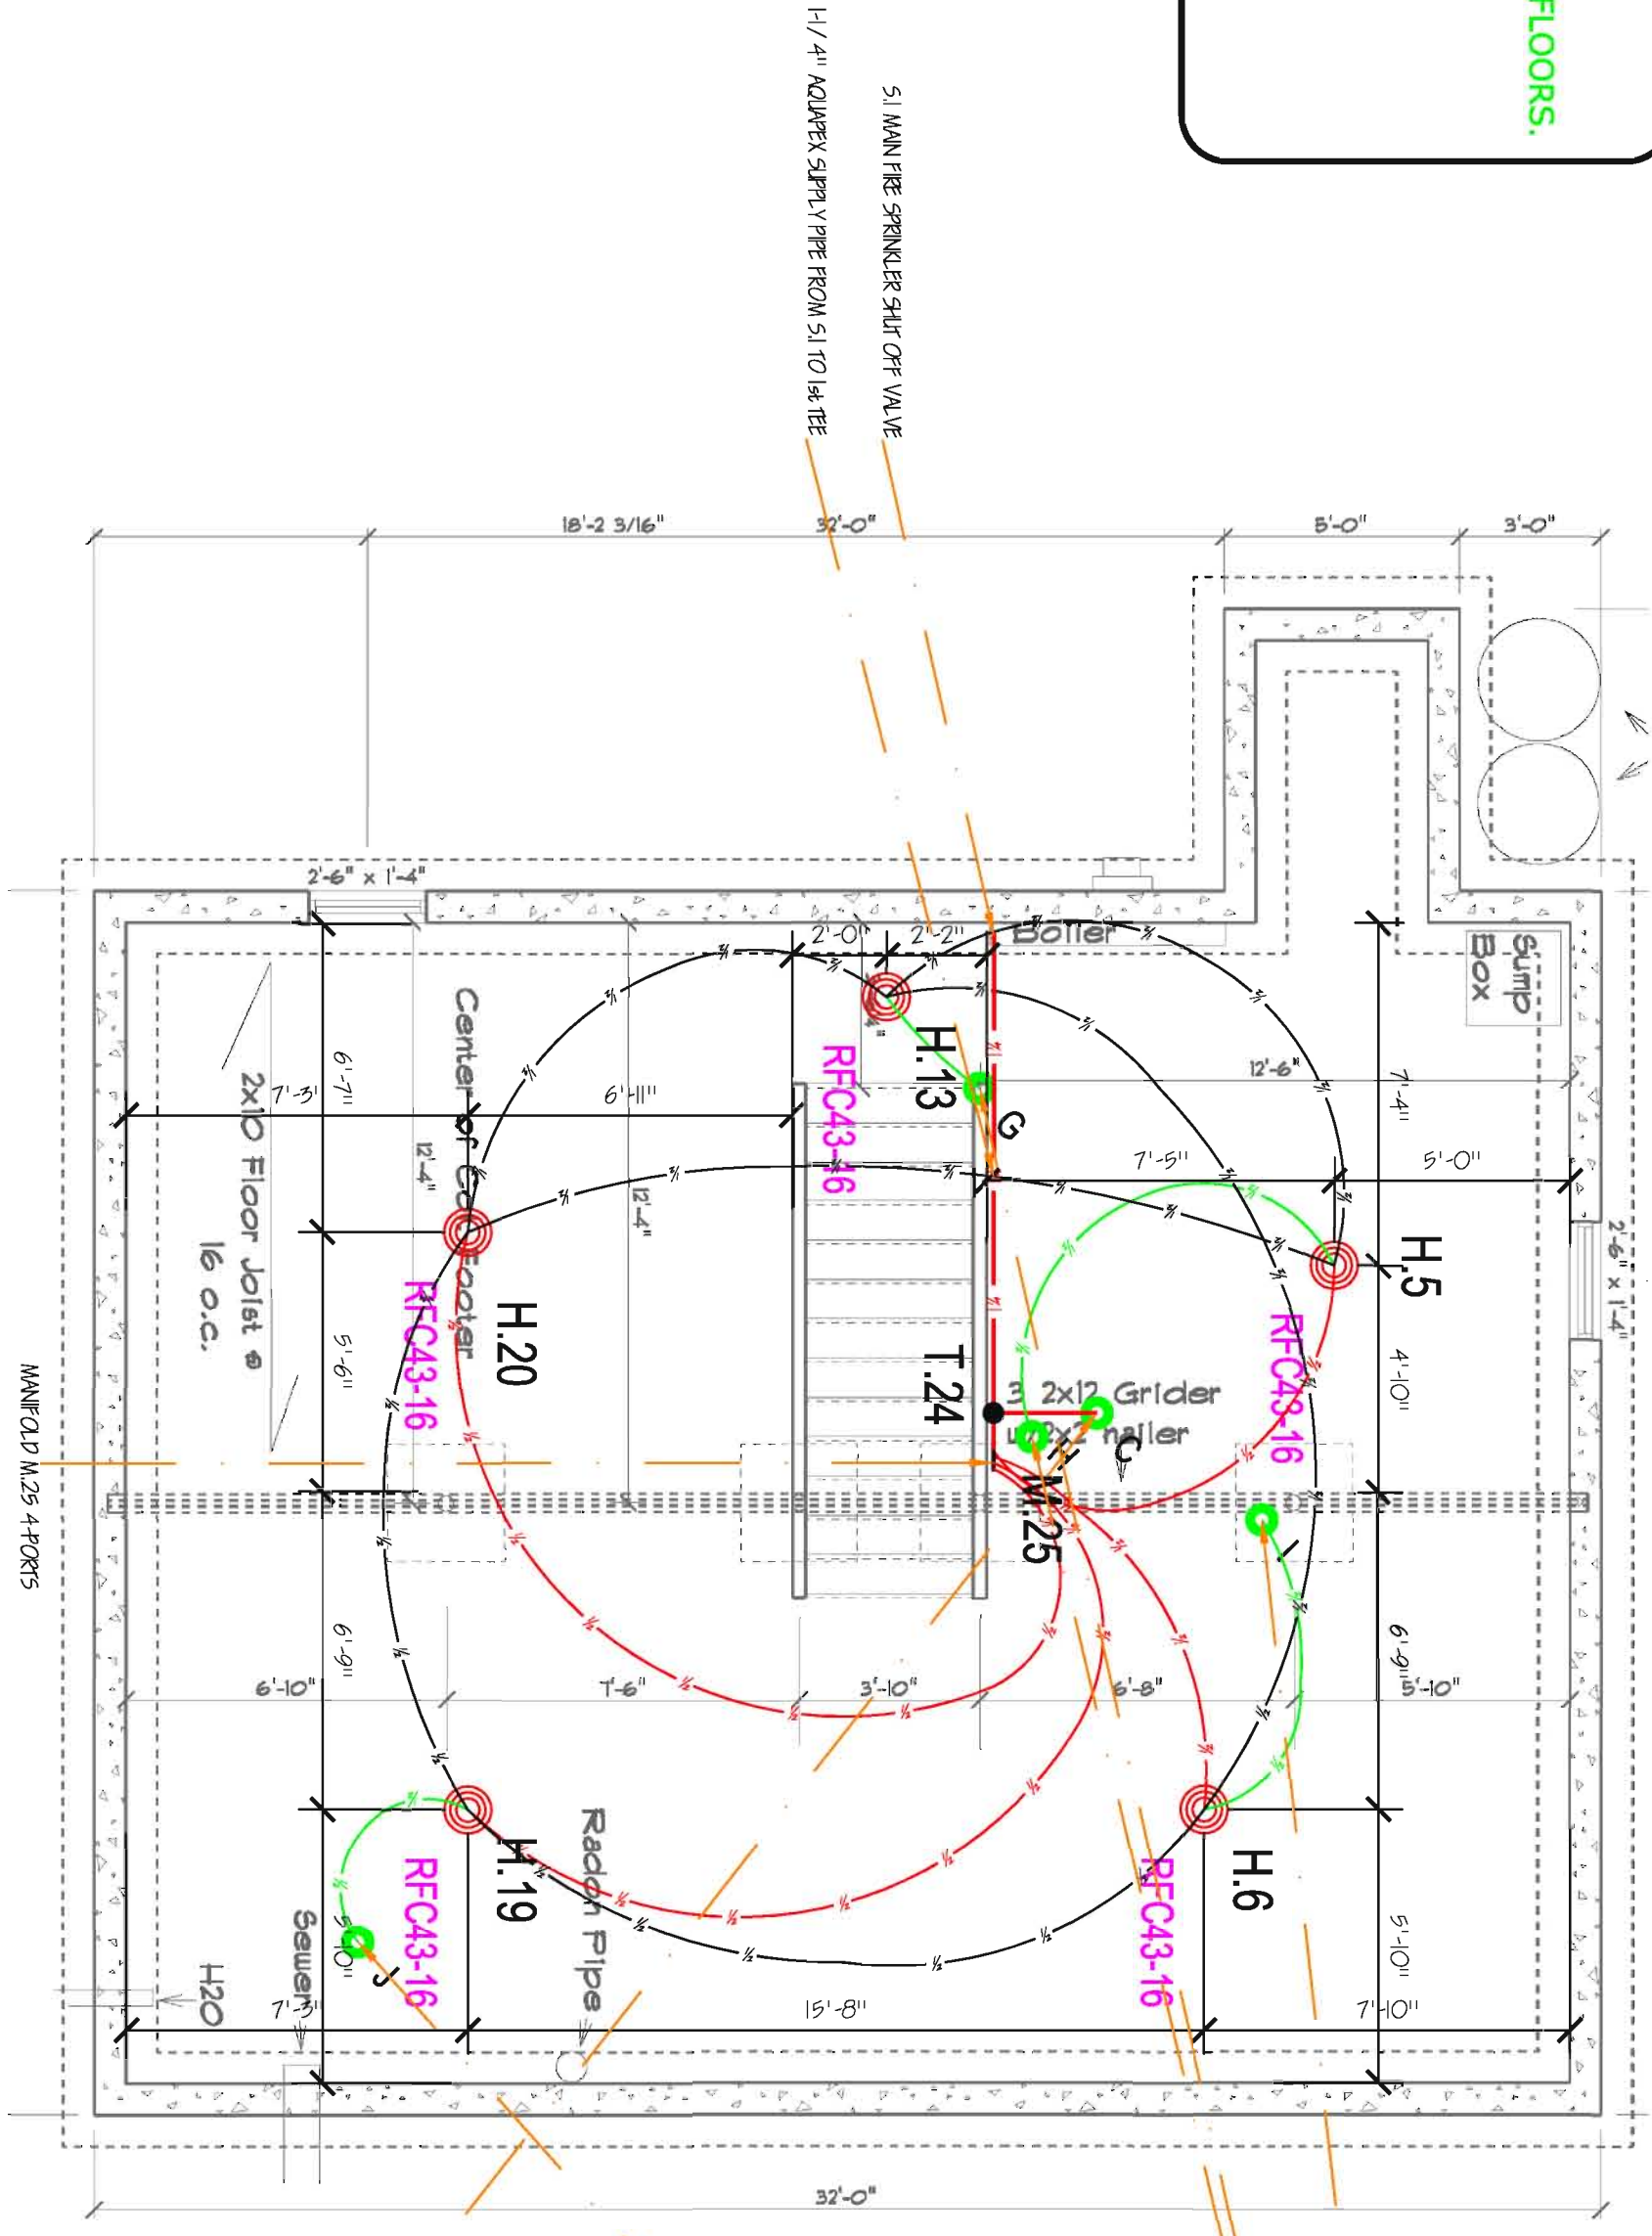 FLOORS.
S.1 MAIN FIRE SPRINKLER SHUT OFF VALVE
1-1/4" AQUAPEX SUPPLY PIPE FROM S.1 TO 1st TEE
18'-2 3/16"
32'-0"
5'-0"
3'-0"
2'-6" x 1'-4"
2'-0"
2'-2"
Boiler
Sump
Box
H.13
RFC43-16
G
12'-6"
7'-4"
7'-5"
5'-0"
2'-6" x 1'-4"
H.5
RFC43-16
4'-10"
6'-7"
7'-3"
6'-11"
12'-4"
12'-4"
Center of Col Footer
2x10 Floor Joist @
16 o.c.
H.20
RFC43-16
5'-6"
T.24
3 2x12 Grider
w/ 2x2 nailer
H
C
M.25
I
MANIFOLD M.25 4-PORTS
6'-9"
6'-10"
7'-6"
3'-10"
6'-8"
6'-9"
5'-10"
H.19
RFC43-16
Radon Pipe
H.6
RFC43-16
5'-10"
5'-10"
J
Sewer
H2O
7'-3"
15'-8"
7'-10"
32'-0"